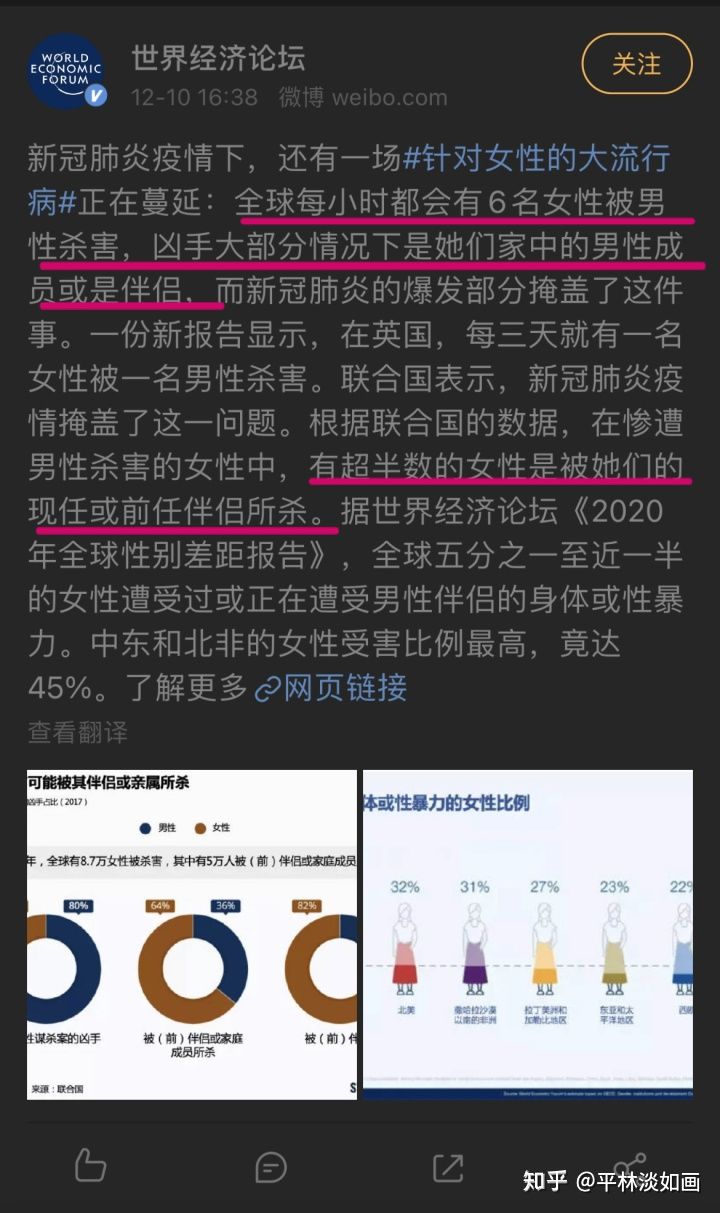 WORLD
ECONOMIC
FORUM
世界经济论坛
关注
12-10 16:38 微博 weibo.com
新冠肺炎疫情下，还有一场#针对女性的大流行
病#正在蔓延：全球每小时都会有6名女性被男
性杀害，凶手大部分情况下是她们家中的男性成
员或是伴侣，而新冠肺炎的爆发部分掩盖了这件
事。一份新报告显示，在英国，每三天就有一名
女性被一名男性杀害。联合国表示，新冠肺炎疫
情掩盖了这一问题。根据联合国的数据，在惨遭
男性杀害的女性中，有超半数的女性是被她们的
现任或前任伴侣所杀。据世界经济论坛《2020
年全球性别差距报告》，全球五分之一至近一半
的女性遭受过或正在遭受男性伴侣的身体或性暴
力。中东和北非的女性受害比例最高，竟达
45%。了解更多 网页链接
查看翻译
可能被其伴侣或亲属所杀
凶手占比（2017）
男性 女性
年，全球有8.7万女性被杀害，其中有5万人被（前）伴侣或家庭成员
80% 64% 36% 82%
性谋杀案的凶手
被（前）伴侣或家庭
成员所杀
被（前）伴
来源：联合国
体或性暴力的女性比例
32% 31% 27% 23% 22%
北美
撒哈拉沙漠
以南的非洲
拉丁美洲和
加勒比地区
东亚和太
平洋地区
西欧
知乎 @平林淡如画